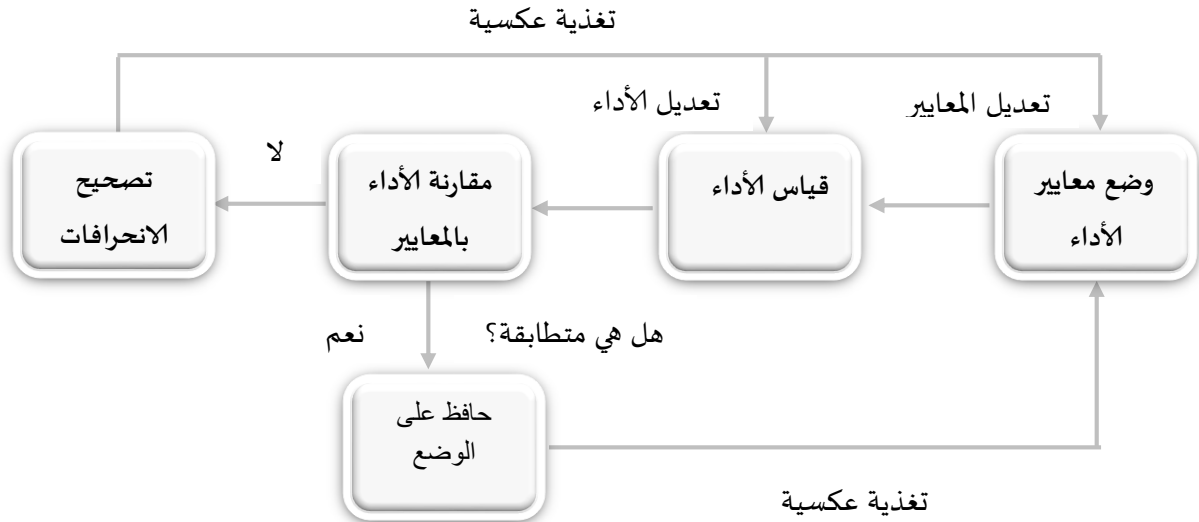 تغذية عكسية
تعديل المعايير
تعديل الأداء
وضع معايير
الأداء
قياس الأداء
مقارنة الأداء
بالمعايير
لا
تصحيح
الانحرافات
هل هي متطابقة؟
نعم
حافظ على
الوضع
تغذية عكسية